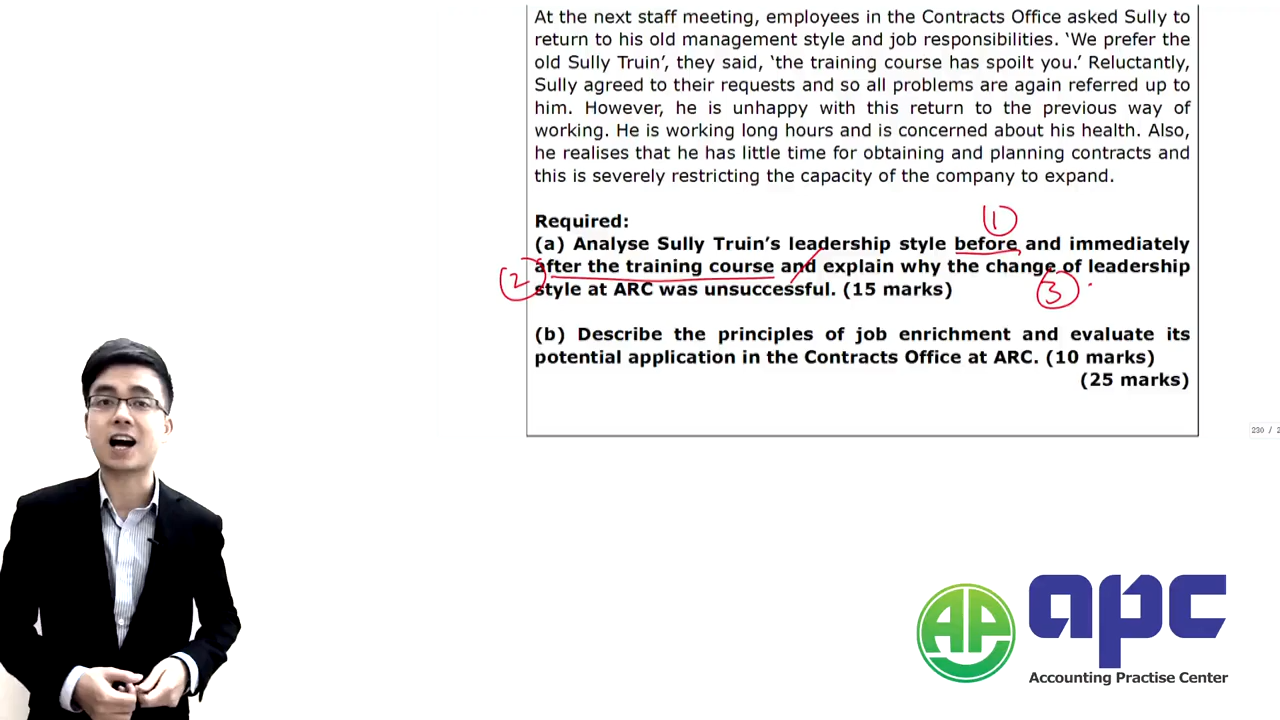 At the next staff meeting, employees in the Contracts Office asked Sully to
return to his old management style and job responsibilities. ‘We prefer the
old Sully Truin’, they said, ‘the training course has spoilt you.’ Reluctantly,
Sully agreed to their requests and so all problems are again referred up to
him. However, he is unhappy with this return to the previous way of
working. He is working long hours and is concerned about his health. Also,
he realises that he has little time for obtaining and planning contracts and
this is severely restricting the capacity of the company to expand.
Required:
1
(a) Analyse Sully Truin’s leadership style before and immediately
2
after the training course and explain why the change of leadership
style at ARC was unsuccessful. (15 marks)
3
(b) Describe the principles of job enrichment and evaluate its
potential application in the Contracts Office at ARC. (10 marks)
(25 marks)
230 / 2
AP
apc
Accounting Practise Center